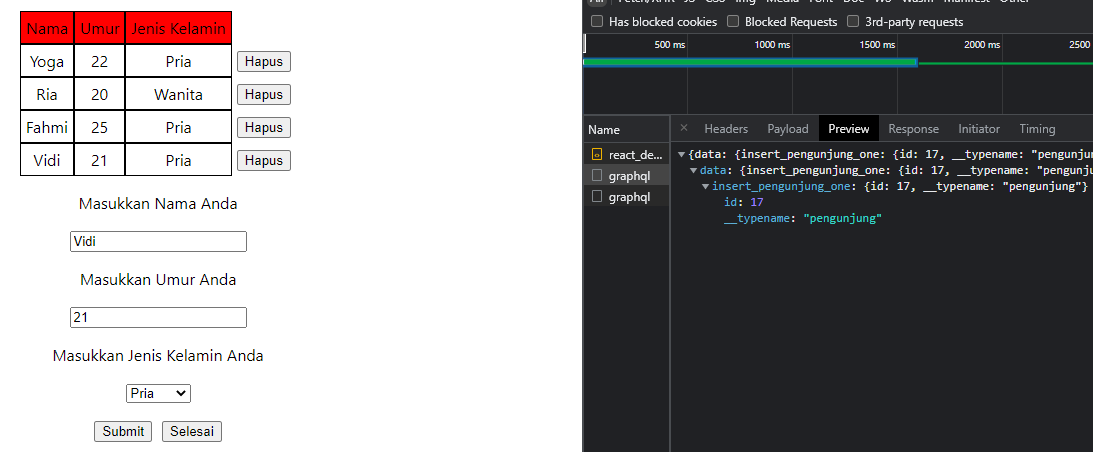 Nama Umur Jenis Kelamin
Yoga 22 Pria Hapus
Ria 20 Wanita Hapus
Fahmi 25 Pria Hapus
Vidi 21 Pria Hapus
Masukkan Nama Anda
Vidi
Masukkan Umur Anda
21
Masukkan Jenis Kelamin Anda
Pria
Submit Selesai
Has blocked cookies Blocked Requests 3rd-party requests
500 ms 1000 ms 1500 ms 2000 ms 2500
Name × Headers Payload Preview Response Initiator Timing
react_de...
graphql
graphql
▼{data: {insert_pengunjung_one: {id: 17, __typename: "pengunjun
▼data: {insert_pengunjung_one: {id: 17, __typename: "pengunju
▼insert_pengunjung_one: {id: 17, __typename: "pengunjung"}
id: 17
__typename: "pengunjung"